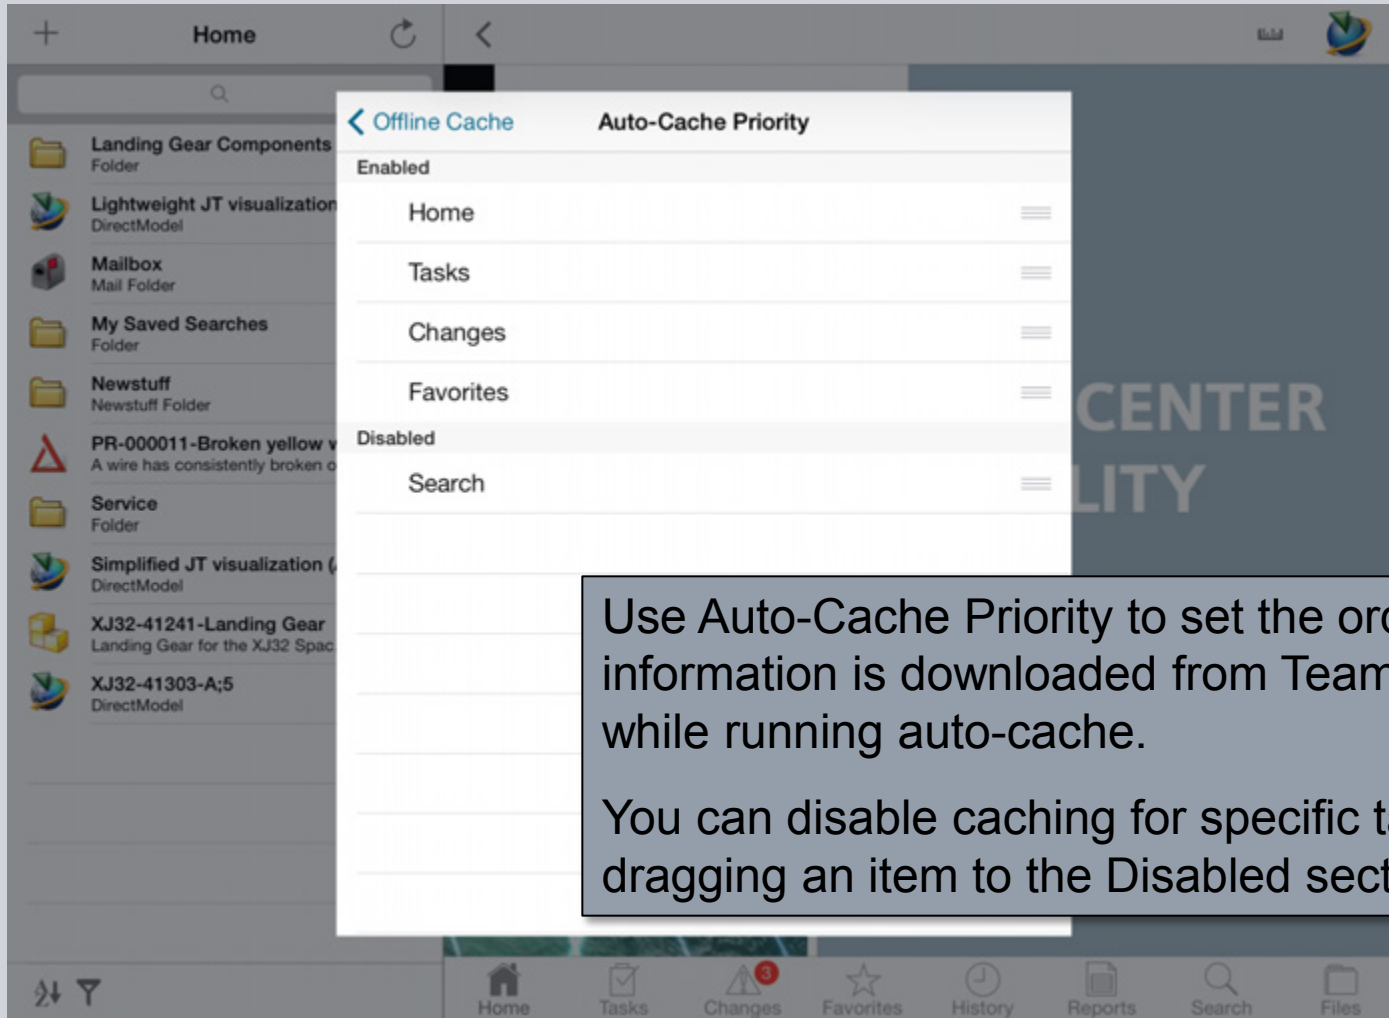 Home
Landing Gear Components
Folder
Lightweight JT visualization
DirectModel
Mailbox
Mail Folder
My Saved Searches
Folder
Newstuff
Newstuff Folder
PR-000011-Broken yellow
A wire has consistently broken
Service
Folder
Simplified JT visualization
DirectModel
XJ32-41241-Landing Gear
Landing Gear for the XJ32 Spac
XJ32-41303-A;5
DirectModel
Offline Cache Auto-Cache Priority
Enabled
Home
Tasks
Changes
Favorites
Disabled
Search
CENTER
LITY
Use Auto-Cache Priority to set the
information is downloaded from Team
while running auto-cache.
You can disable caching for specific
dragging an item to the Disabled sect
3
Home Tasks Changes Favorites History Reports Search Files